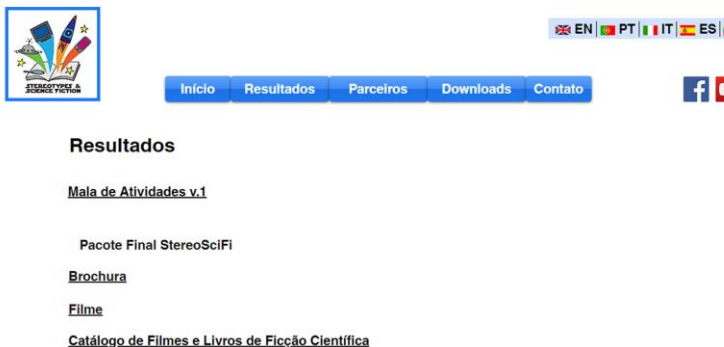 EN PT IT ES
STEREOTYPES &
SCIENCE FICTION
Início Resultados Parceiros Downloads Contato
Resultados
Mala de Atividades v.1
Pacote Final StereoSciFi
Brochura
Filme
Catálogo de Filmes e Livros de Ficção Científica